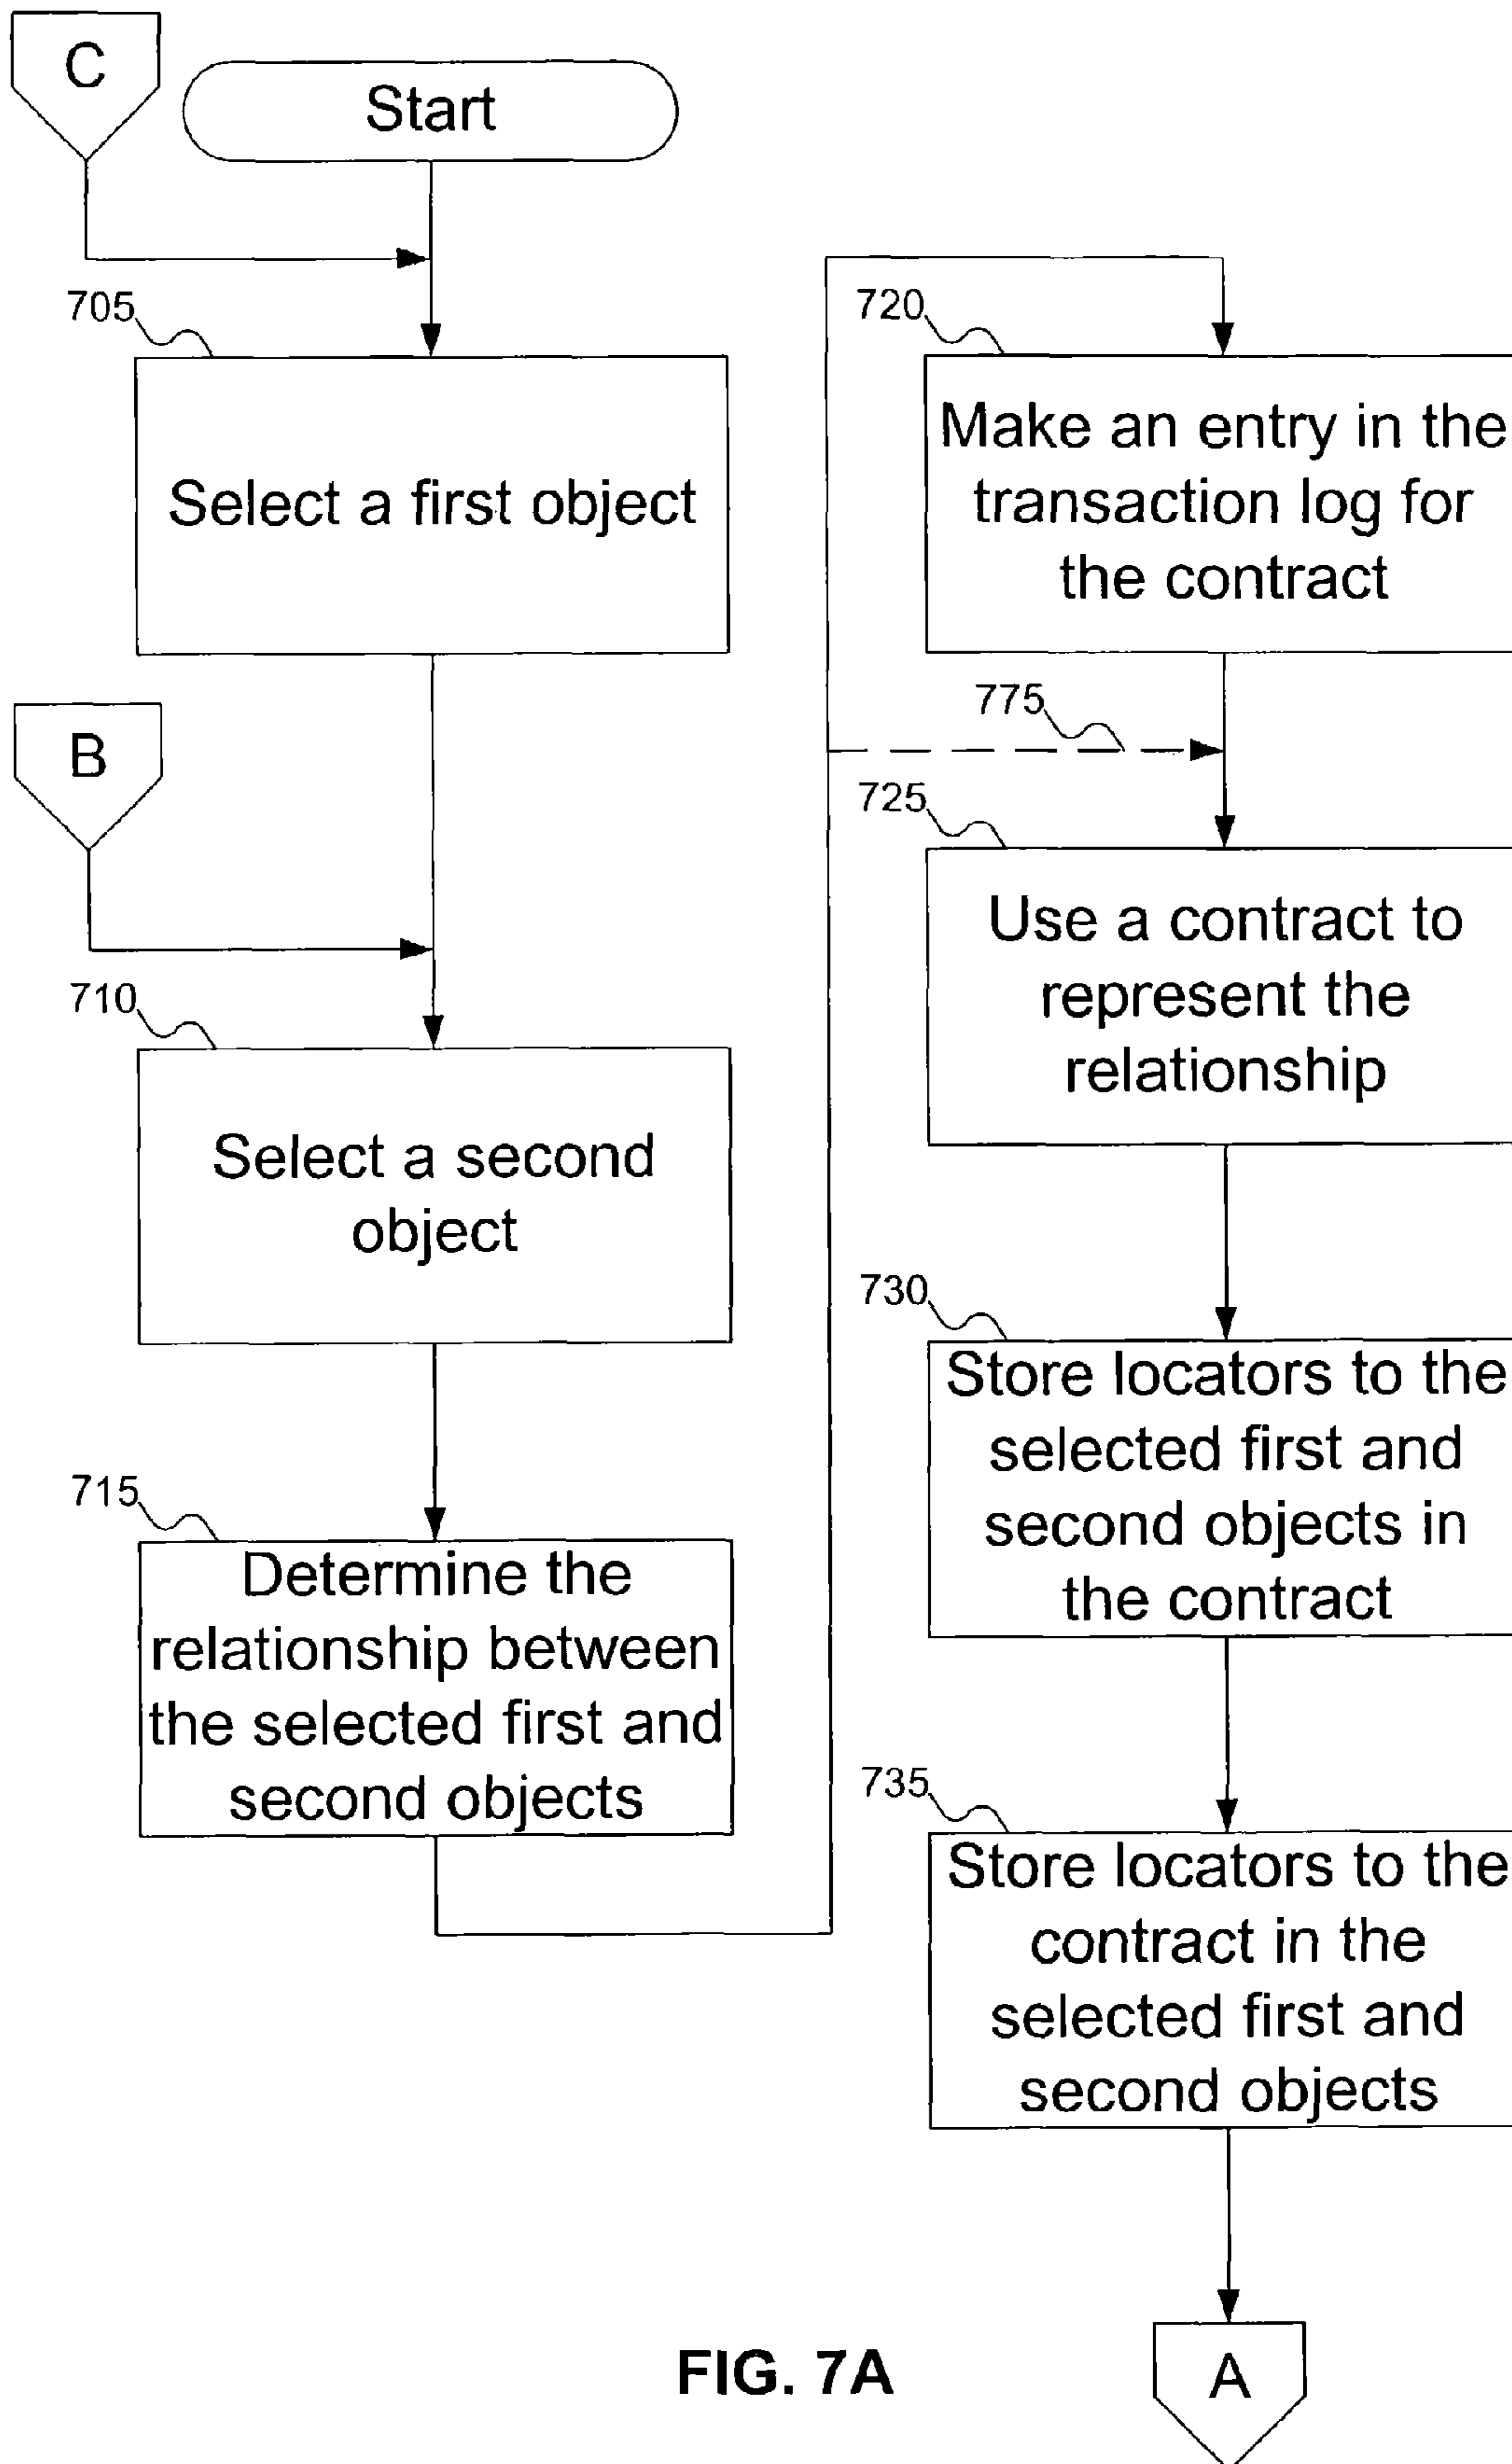 C
Start
705
Select a first object
B
710
Select a second
object
715
Determine the
relationship between
the selected first and
second objects
720
Make an entry in the
transaction log for
the contract
775
725
Use a contract to
represent the
relationship
730
Store locators to the
selected first and
second objects in
the contract
735
Store locators to the
contract in the
selected first and
second objects
A
FIG. 7A